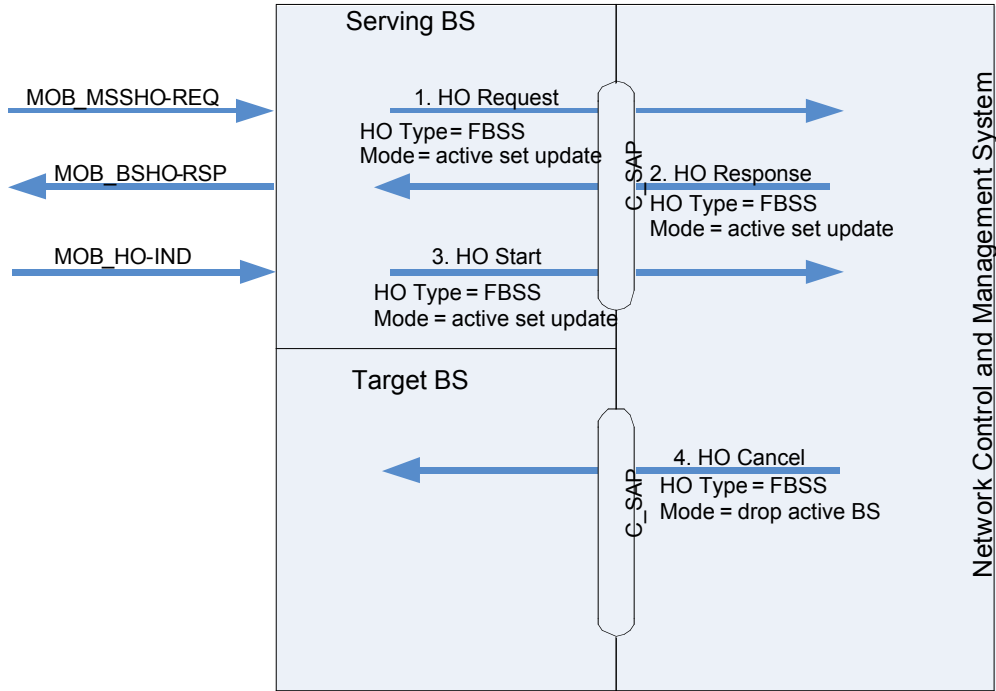 Serving BS
MOB_MSSHO-REQ
1. HO Request
HO Type = FBSS
Mode = active set update
MOB_BSHO-RSP
C_SAP
2. HO Response
HO Type = FBSS
Mode = active set update
MOB_HO-IND
3. HO Start
HO Type = FBSS
Mode = active set update
Target BS
C_SAP
4. HO Cancel
HO Type = FBSS
Mode = drop active BS
Network Control and Management System